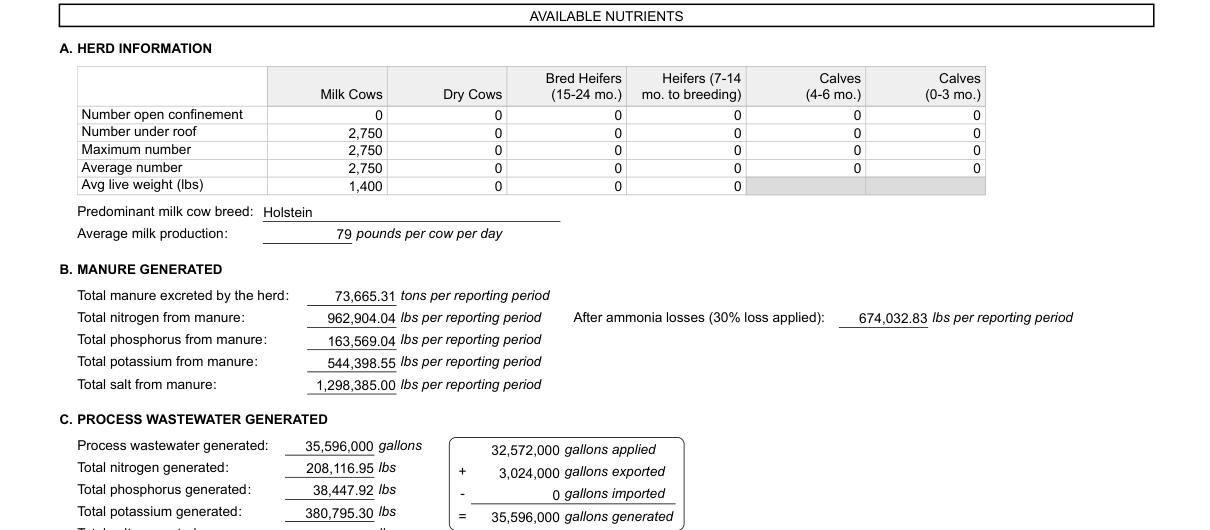 AVAILABLE NUTRIENTS
A. HERD INFORMATION
Milk Cows Dry Cows Bred Heifers (15-24 mo.) Heifers (7-14 mo. to breeding) Calves (4-6 mo.) Calves (0-3 mo.)
Number open confinement 0 0 0 0 0 0
Number under roof 2,750 0 0 0 0 0
Maximum number 2,750 0 0 0 0 0
Average number 2,750 0 0 0 0 0
Avg live weight (lbs) 1,400 0 0 0
Predominant milk cow breed: Holstein
Average milk production: 79 pounds per cow per day
B. MANURE GENERATED
Total manure excreted by the herd: 73,665.31 tons per reporting period
Total nitrogen from manure: 962,904.04 lbs per reporting period After ammonia losses (30% loss applied): 674,032.83 lbs per reporting period
Total phosphorus from manure: 163,569.04 lbs per reporting period
Total potassium from manure: 544,398.55 lbs per reporting period
Total salt from manure: 1,298,385.00 lbs per reporting period
C. PROCESS WASTEWATER GENERATED
Process wastewater generated: 35,596,000 gallons 32,572,000 gallons applied
Total nitrogen generated: 208,116.95 lbs + 3,024,000 gallons exported
Total phosphorus generated: 38,447.92 lbs - 0 gallons imported
Total potassium generated: 380,795.30 lbs = 35,596,000 gallons generated